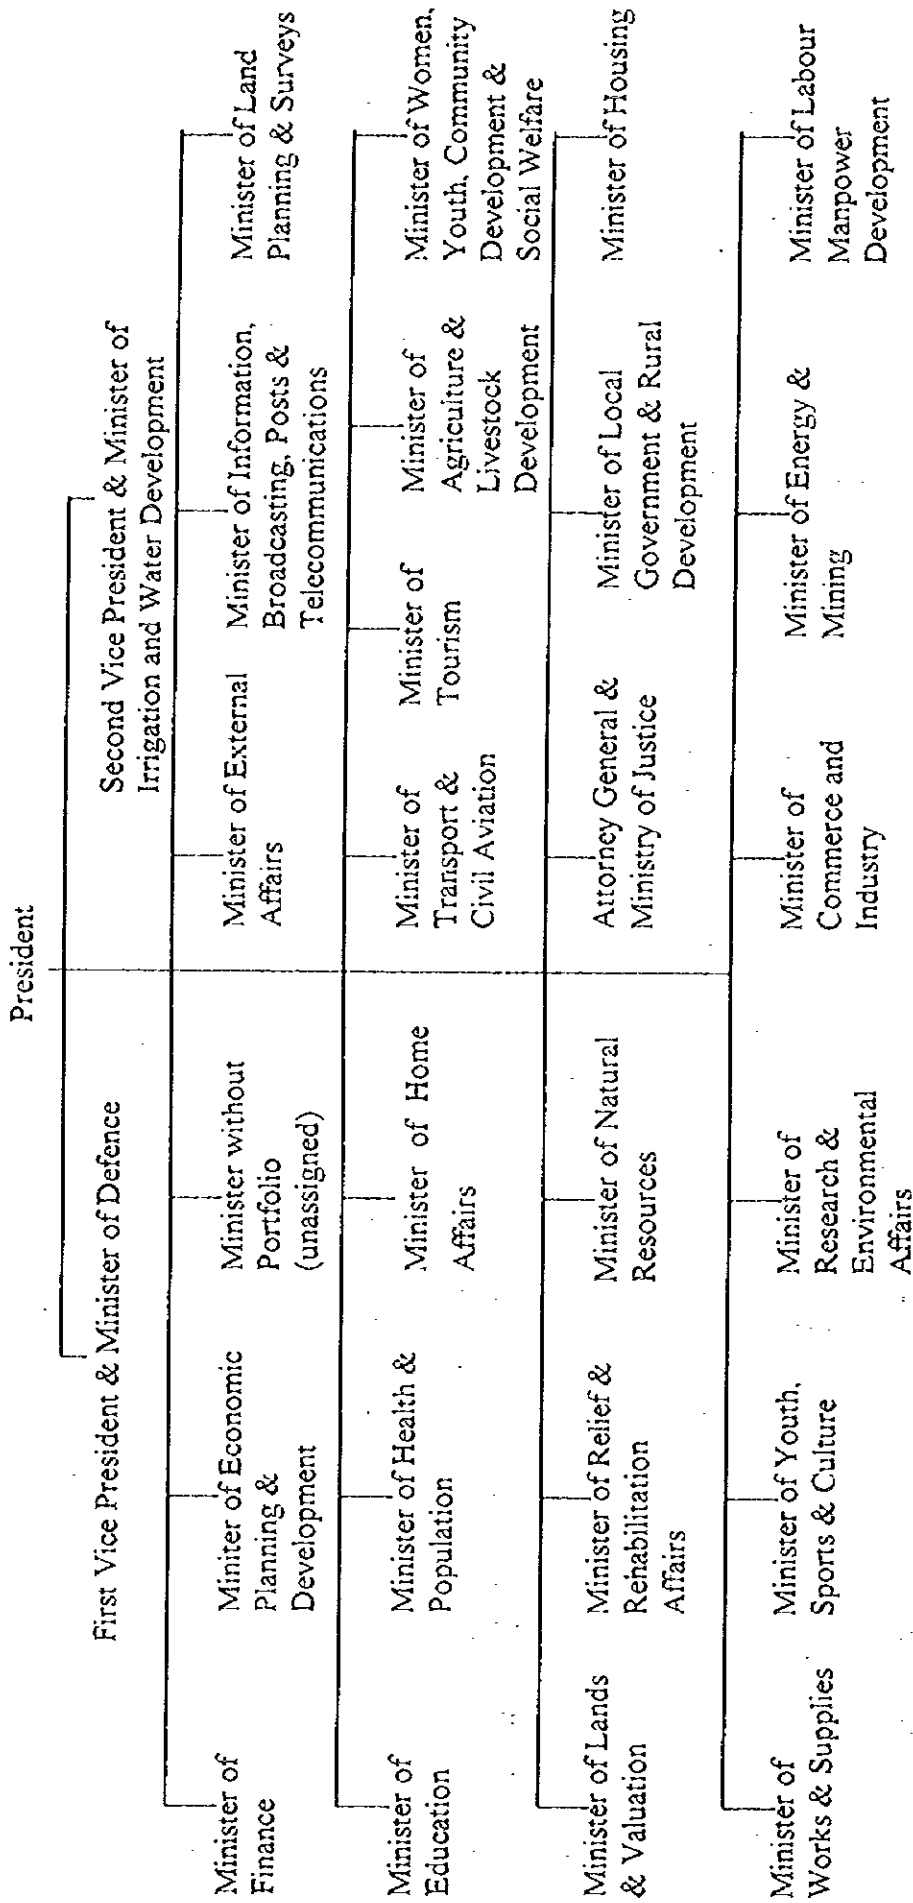 President
First Vice President & Minister of Defence
Second Vice President & Minister of
Irrigation and Water Development
Minister of
Finance
Miniter of Economic
Planning &
Development
Minister without
Portfolio
(unassigned)
Minister of External
Affairs
Minister of Information,
Broadcasting, Posts &
Telecommunications
Minister of Land
Planning & Surveys
Minister of
Education
Minister of Health &
Population
Minister of Home
Affairs
Minister of
Transport &
Civil Aviation
Minister of
Tourism
Minister of
Agriculture &
Livestock
Development
Minister of Women,
Youth, Community
Development &
Social Welfare
Minister of Lands
& Valuation
Minister of Relief &
Rehabilitation
Affairs
Minister of Natural
Resources
Attorney General &
Ministry of Justice
Minister of Local
Government & Rural
Development
Minister of Housing
Minister of
Works & Supplies
Minister of Youth,
Sports & Culture
Minister of
Research &
Environmental
Affairs
Minister of
Commerce and
Industry
Minister of Energy &
Mining
Minister of Labour
Manpower
Development